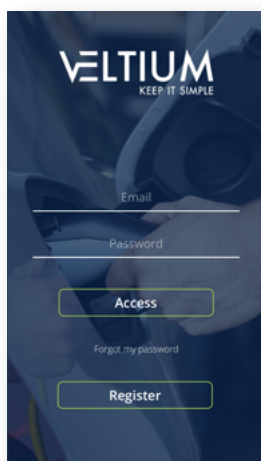 VELTIUM
KEEP IT SIMPLE
Email
Password
Access
Forgot my password
Register